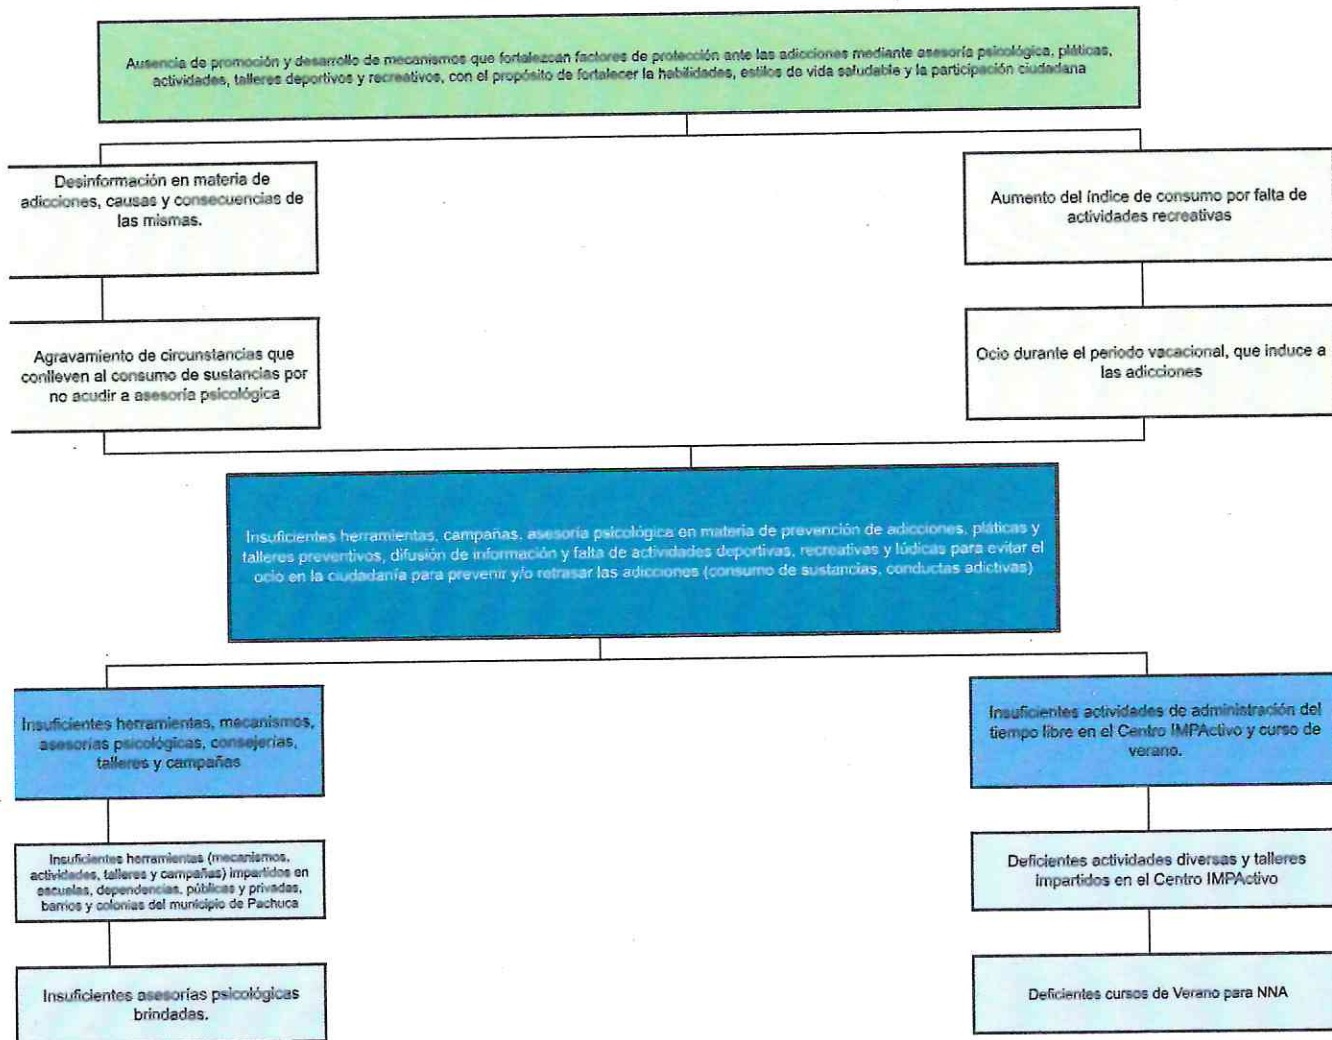 Ausencia de promoción y desarrollo de mecanismos que fortalezcan factores de protección ante las adicciones mediante asesoría psicológica, pláticas,
actividades, talleres deportivos y recreativos, con el propósito de fortalecer la habilidades, estilos de vida saludable y la participación ciudadana
Desinformación en materia de
adicciones, causas y consecuencias de
las mismas.
Aumento del índice de consumo por falta de
actividades recreativas
Agravamiento de circunstancias que
conlleven al consumo de sustancias por
no acudir a asesoría psicológica
Ocio durante el periodo vacacional, que induce a
las adicciones
Insuficientes herramientas, campañas, asesoría psicológica en materia de prevención de adicciones, pláticas y
talleres preventivos, difusión de información y falta de actividades deportivas, recreativas y lúdicas para evitar el
ocio en la ciudadanía para prevenir y/o retrasar las adicciones (consumo de sustancias, conductas adictivas)
Insuficientes herramientas, mecanismos,
asesorías psicológicas, consejerías,
talleres y campañas
Insuficientes actividades de administración del
tiempo libre en el Centro IMPActivo y curso de
verano.
Insuficientes herramientas (mecanismos,
actividades, talleres y campañas) impartidos en
escuelas, dependencias, públicas y privadas,
barrios y colonias del municipio de Pachuca
Deficientes actividades diversas y talleres
impartidos en el Centro IMPActivo
Insuficientes asesorías psicológicas
brindadas.
Deficientes cursos de Verano para NNA